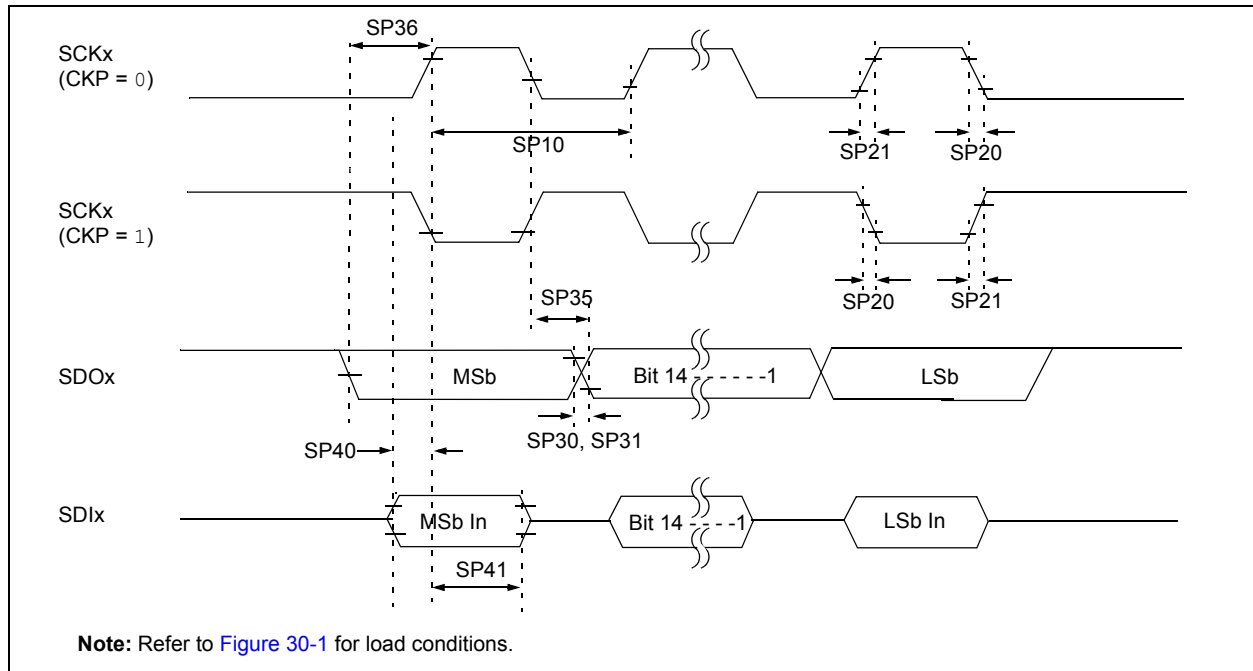 SP36
SCKx
(CKP = 0)
SP10
SP21
SP20
SCKx
(CKP = 1)
SP35
SP20
SP21
SDOx
MSb
Bit 14 - - - - - -1
LSb
SP40
SP30, SP31
SDIx
MSb In
Bit 14 - - - -1
LSb In
SP41
Note: Refer to Figure 30-1 for load conditions.